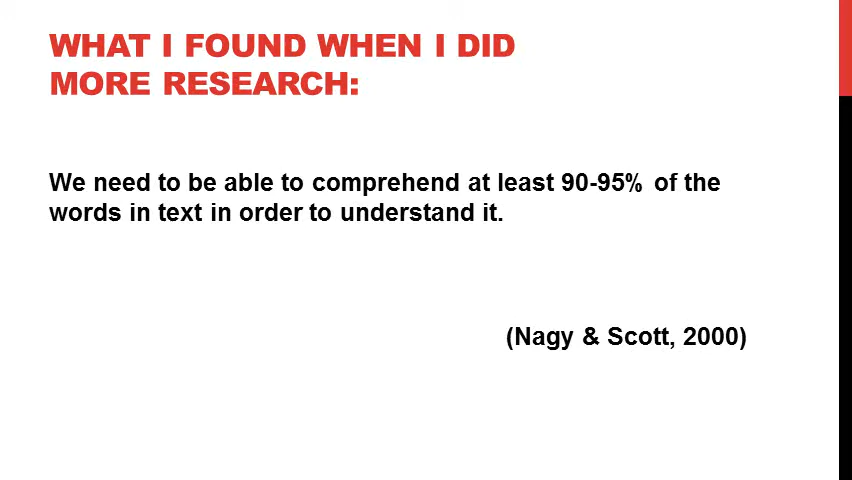 WHAT I FOUND WHEN I DID
MORE RESEARCH:
We need to be able to comprehend at least 90-95% of the
words in text in order to understand it.
(Nagy & Scott, 2000)